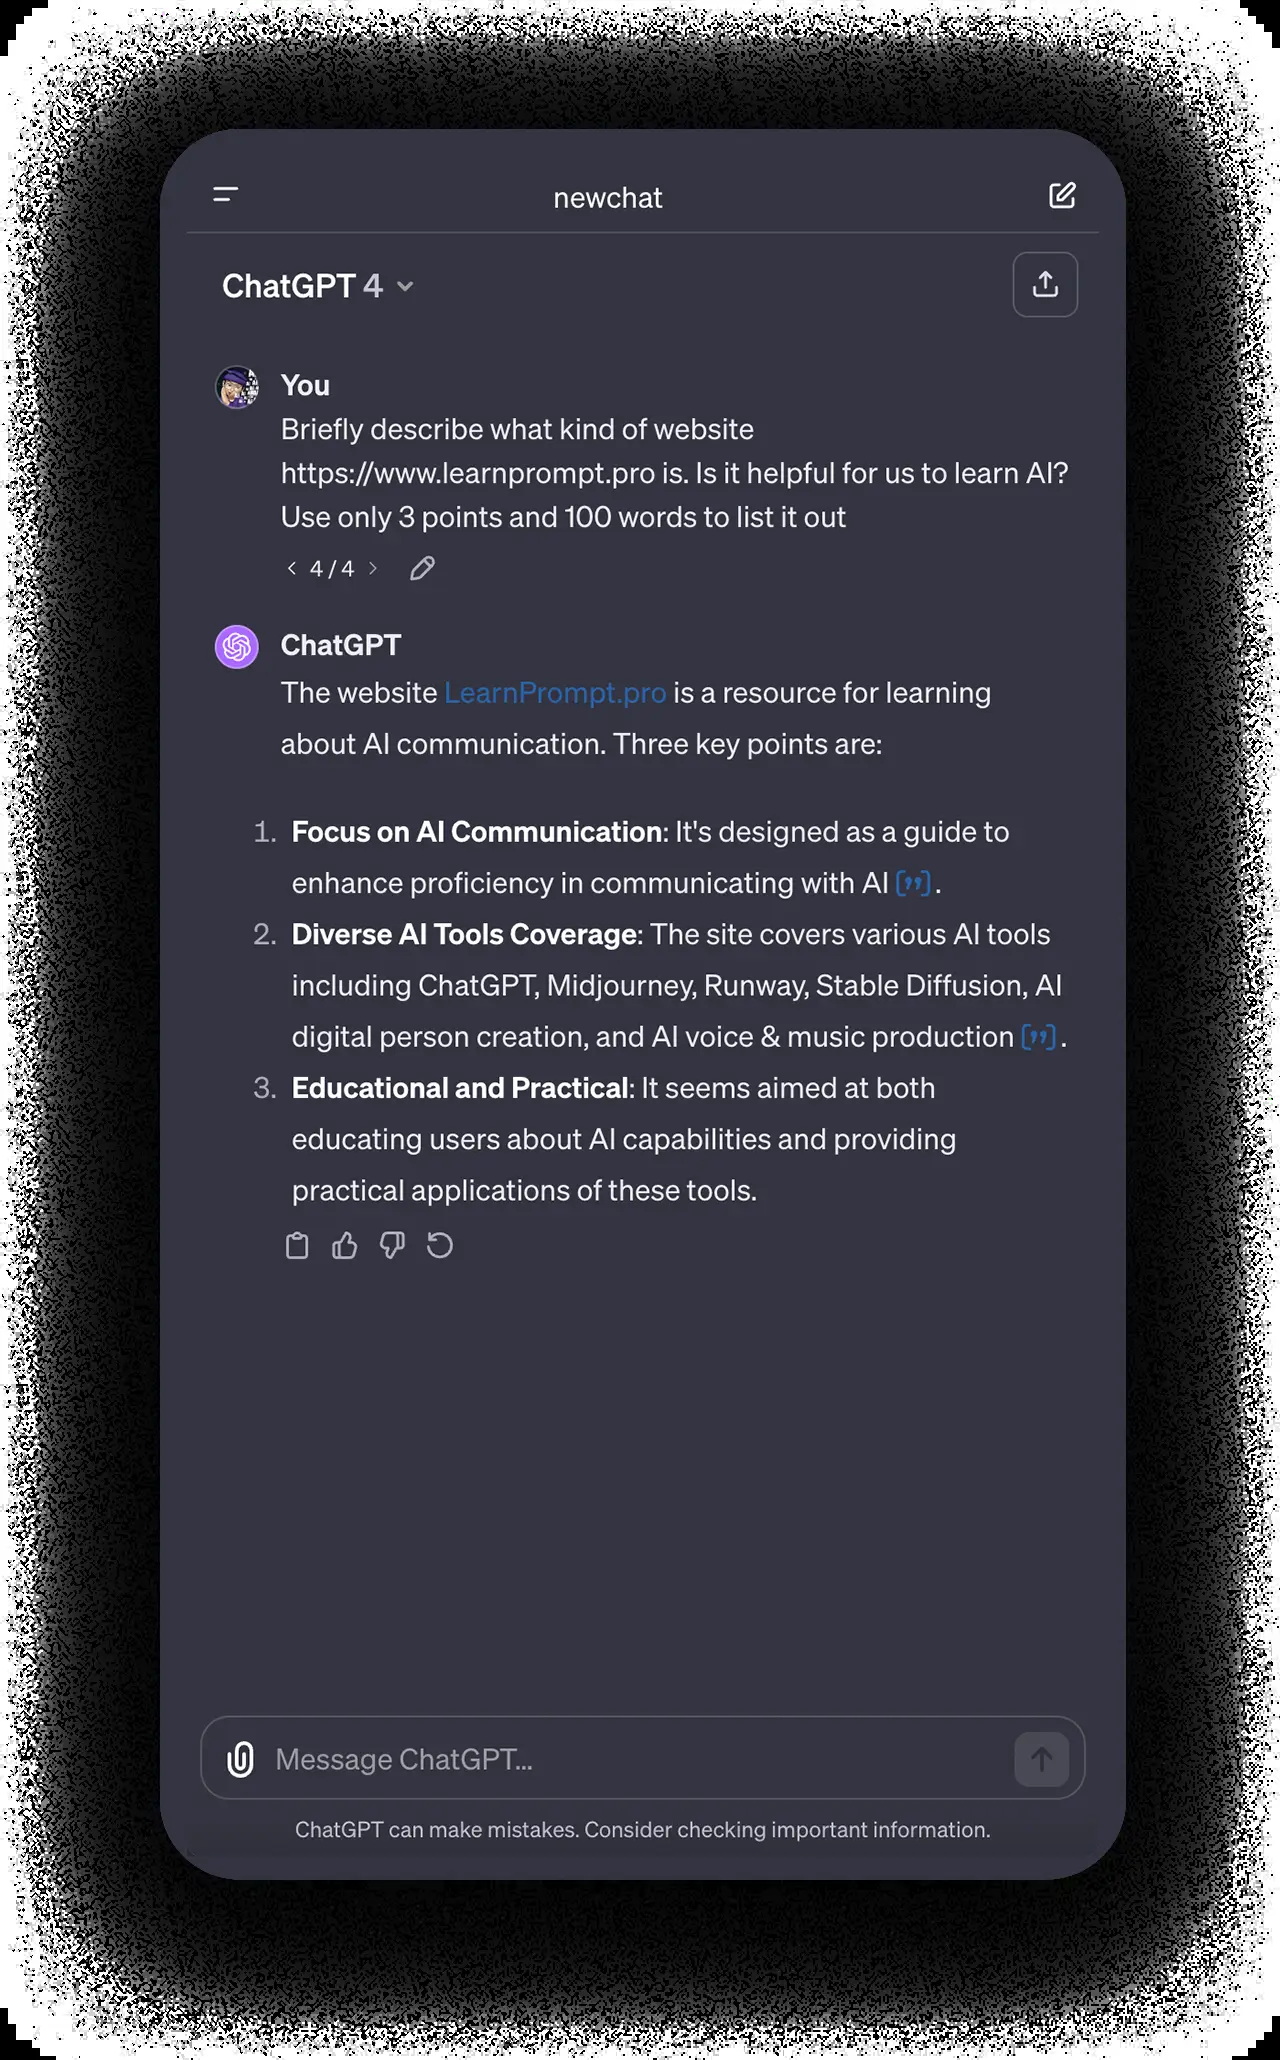 newchat
ChatGPT 4
You
Briefly describe what kind of website
https://www.learnprompt.pro is. Is it helpful for us to learn AI?
Use only 3 points and 100 words to list it out
4 / 4
ChatGPT
The website LearnPrompt.pro is a resource for learning
about AI communication. Three key points are:
1. Focus on AI Communication: It's designed as a guide to
enhance proficiency in communicating with AI [”].
2. Diverse AI Tools Coverage: The site covers various AI tools
including ChatGPT, Midjourney, Runway, Stable Diffusion, AI
digital person creation, and AI voice & music production [”].
3. Educational and Practical: It seems aimed at both
educating users about AI capabilities and providing
practical applications of these tools.
Message ChatGPT...
ChatGPT can make mistakes. Consider checking important information.